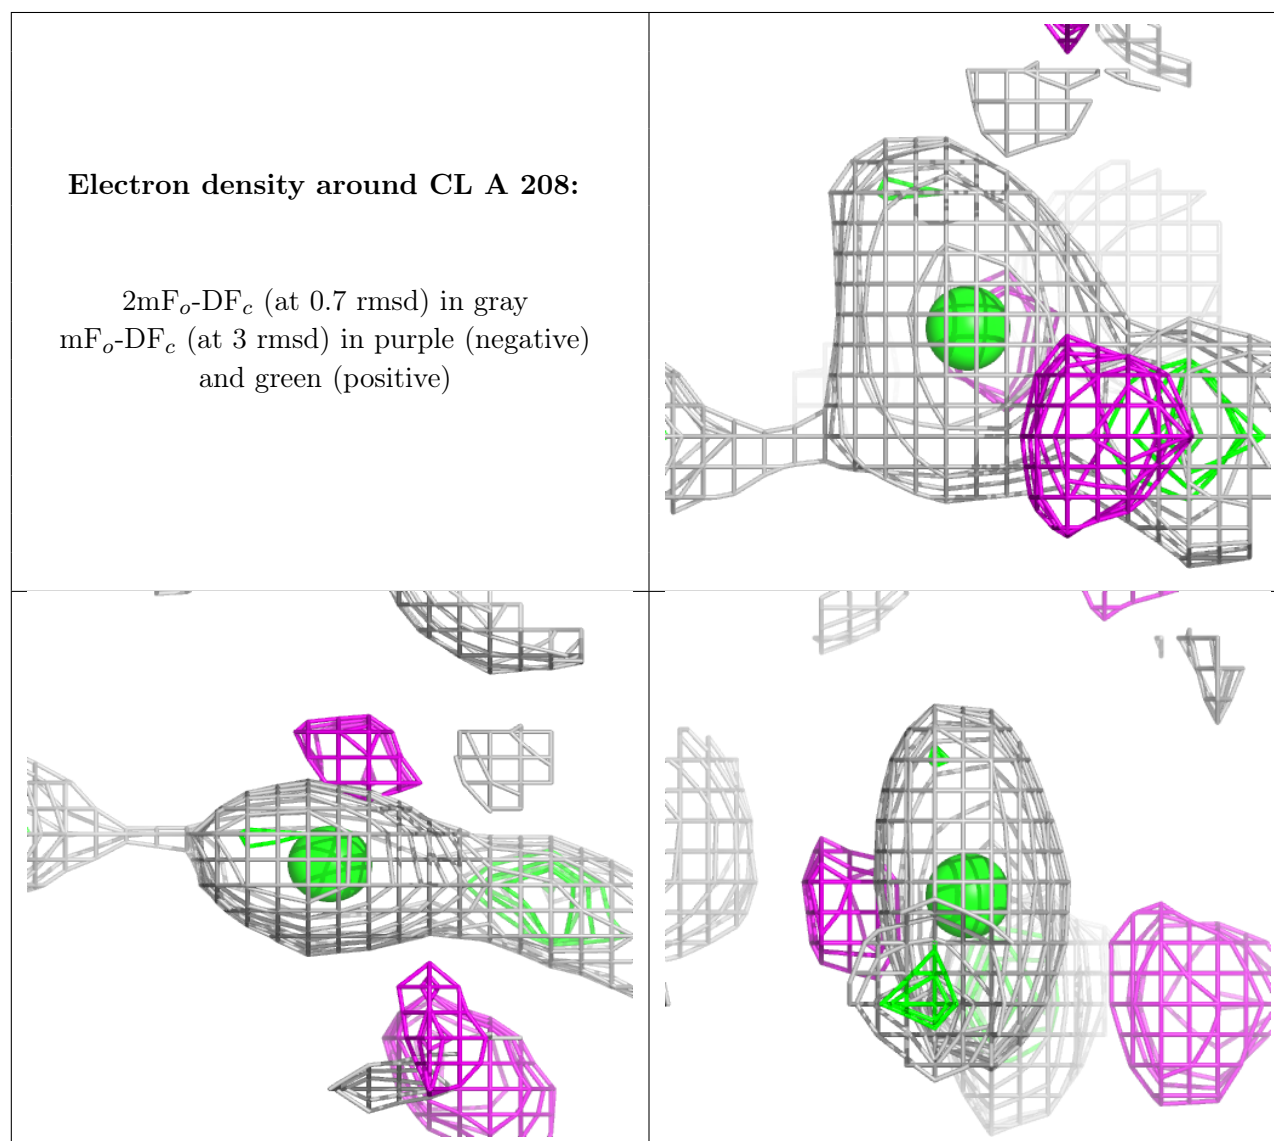 Electron density around CL A 208:
2mFₒ-DF𝒸 (at 0.7 rmsd) in gray
mFₒ-DF𝒸 (at 3 rmsd) in purple (negative)
and green (positive)